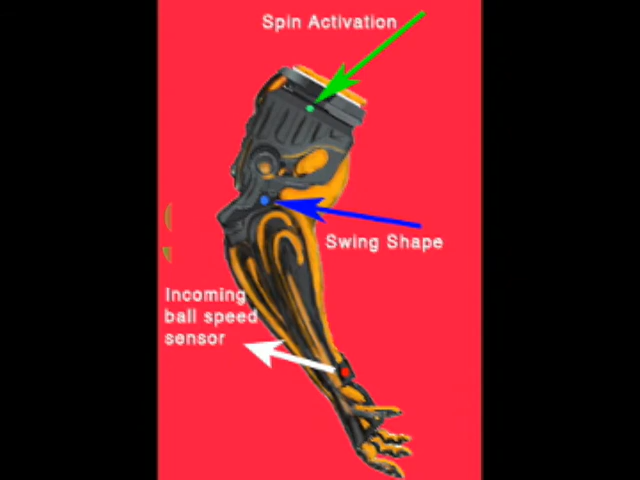 Spin Activation
Swing Shape
Incoming
ball speed
sensor